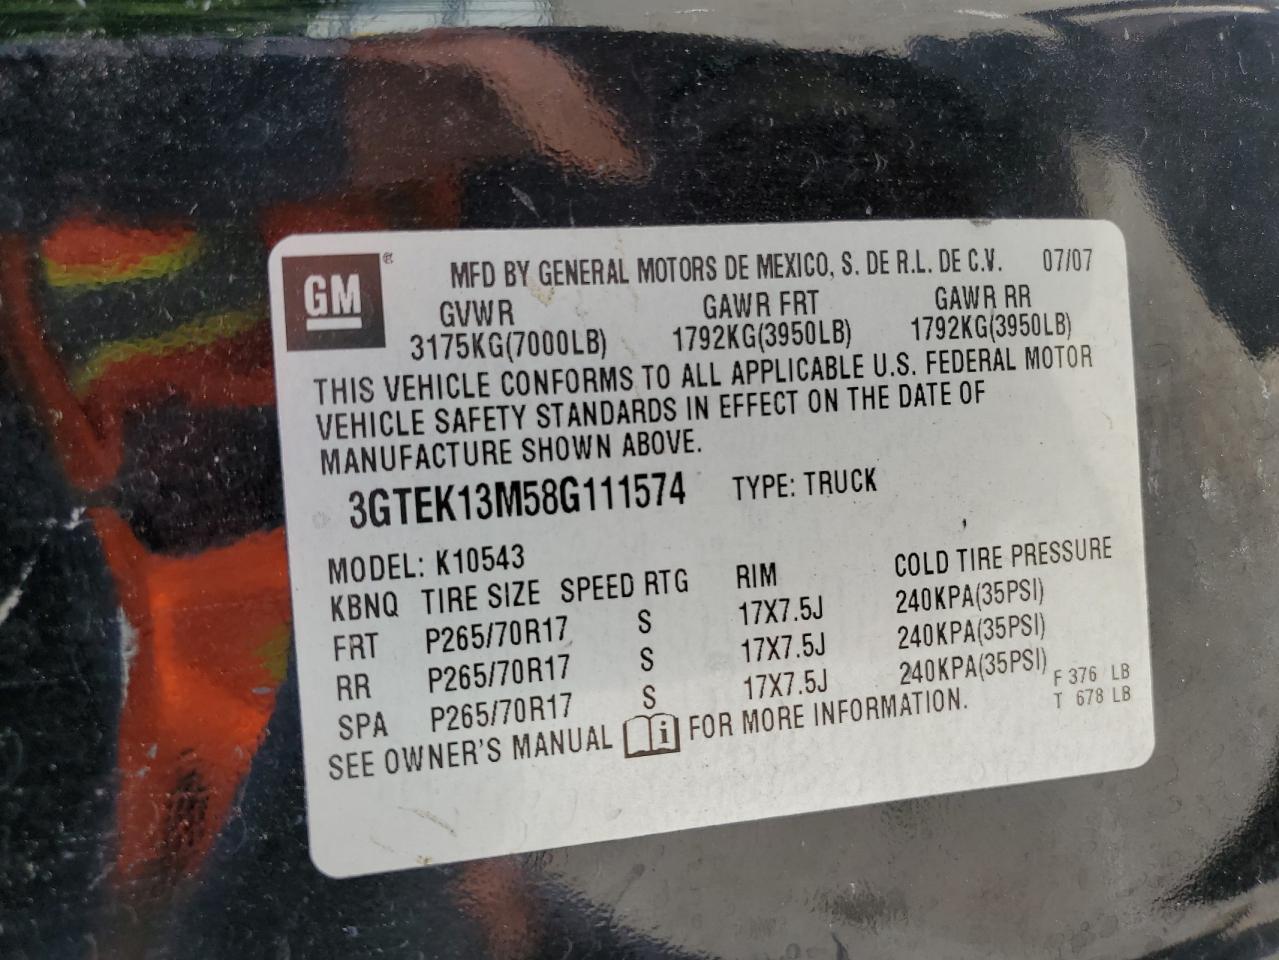 GM ® MFD BY GENERAL MOTORS DE MEXICO, S. DE R.L. DE C.V. 07/07
GVWR GAWR FRT GAWR RR
3175KG(7000LB) 1792KG(3950LB) 1792KG(3950LB)
THIS VEHICLE CONFORMS TO ALL APPLICABLE U.S. FEDERAL MOTOR
VEHICLE SAFETY STANDARDS IN EFFECT ON THE DATE OF
MANUFACTURE SHOWN ABOVE.
3GTEK13M58G111574 TYPE: TRUCK
MODEL: K10543
KBNQ TIRE SIZE SPEED RTG RIM COLD TIRE PRESSURE
FRT P265/70R17 S 17X7.5J 240KPA(35PSI)
RR P265/70R17 S 17X7.5J 240KPA(35PSI)
SPA P265/70R17 S 17X7.5J 240KPA(35PSI)
SEE OWNER'S MANUAL i FOR MORE INFORMATION.
F 376 LB
T 678 LB